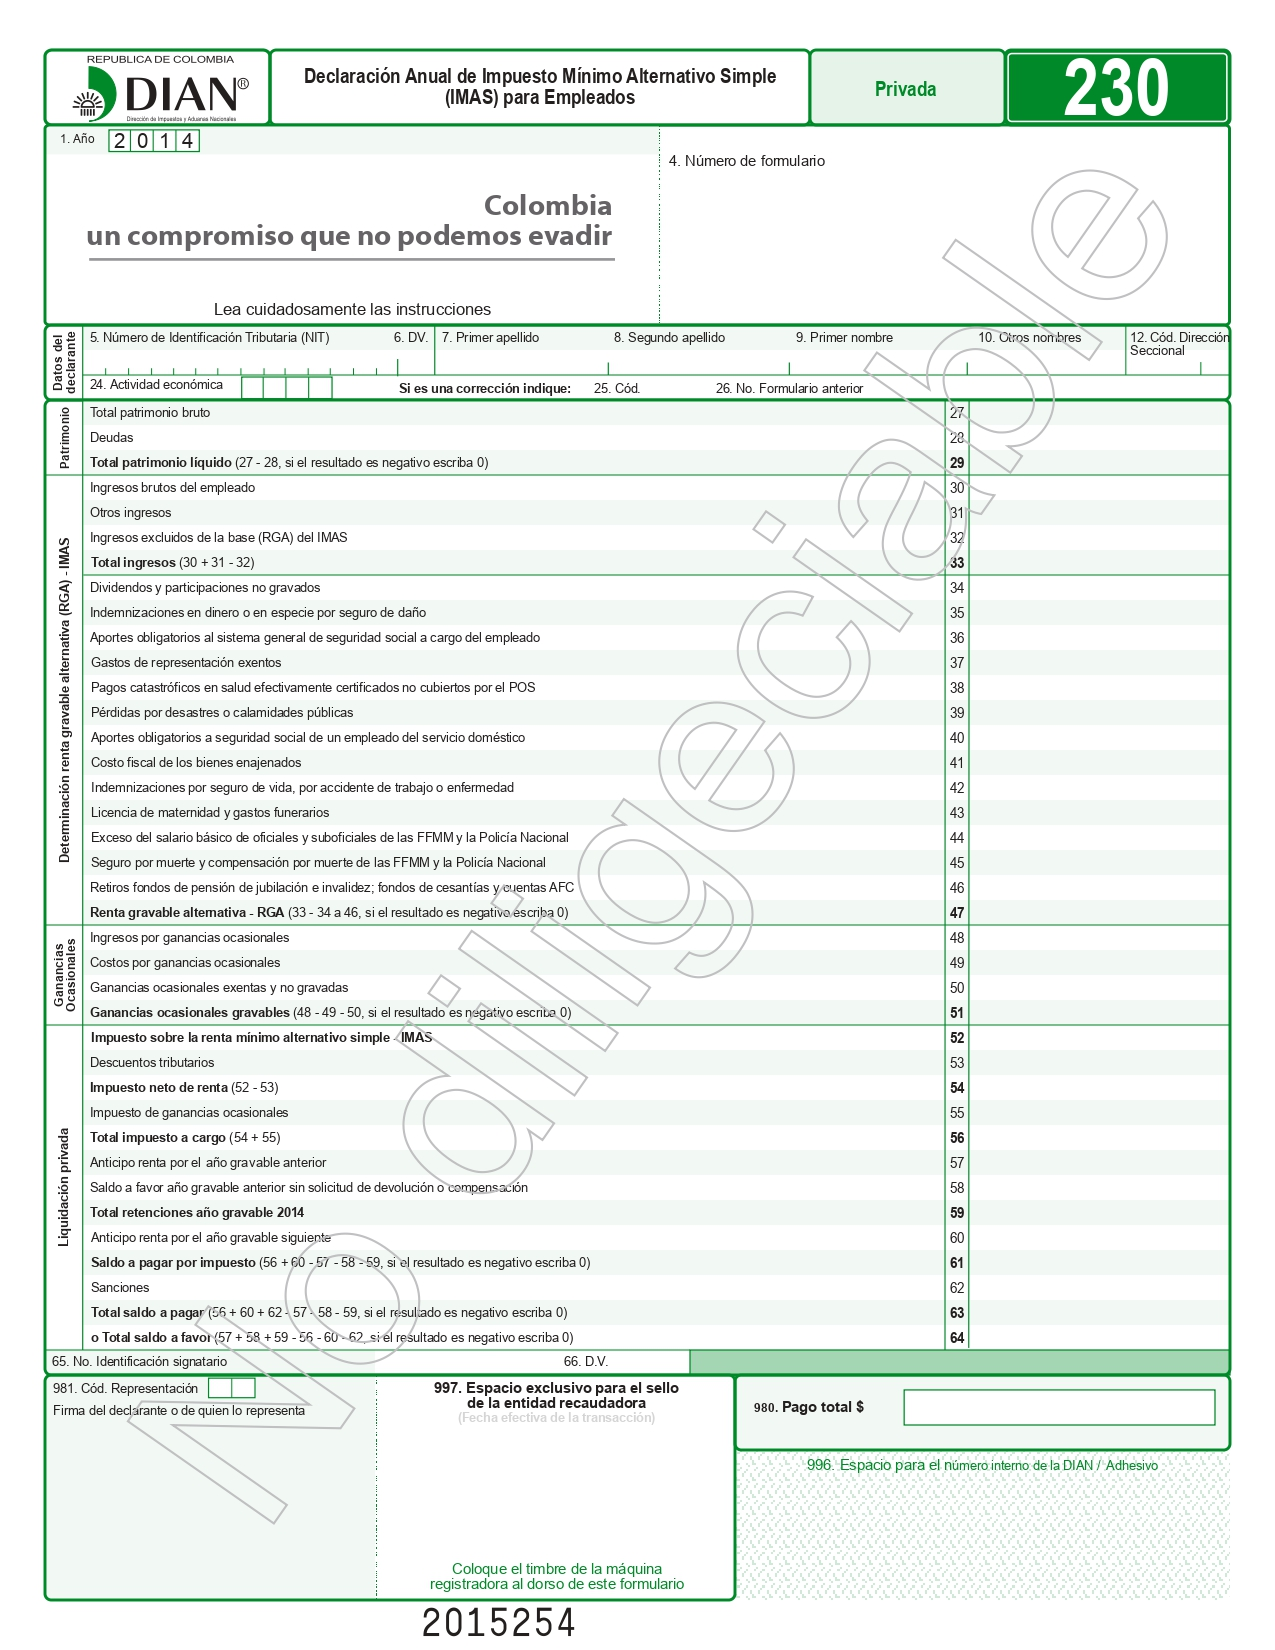 REPUBLICA DE COLOMBIA
DIAN®
Dirección de Impuestos y Aduanas Nacionales
Declaración Anual de Impuesto Mínimo Alternativo Simple
(IMAS) para Empleados
Privada
230
1. Año 2 0 1 4
4. Número de formulario
Colombia
un compromiso que no podemos evadir
Lea cuidadosamente las instrucciones
Datos del
declarante
5. Número de Identificación Tributaria (NIT) 6. DV. 7. Primer apellido 8. Segundo apellido 9. Primer nombre 10. Otros nombres 12. Cód. Dirección
Seccional
24. Actividad económica Si es una corrección indique: 25. Cód. 26. No. Formulario anterior
Patrimonio
Total patrimonio bruto 27
Deudas 28
Total patrimonio líquido (27 - 28, si el resultado es negativo escriba 0) 29
Determinación renta gravable alternativa (RGA) - IMAS
Ingresos brutos del empleado 30
Otros ingresos 31
Ingresos excluidos de la base (RGA) del IMAS 32
Total ingresos (30 + 31 - 32) 33
Dividendos y participaciones no gravados 34
Indemnizaciones en dinero o en especie por seguro de daño 35
Aportes obligatorios al sistema general de seguridad social a cargo del empleado 36
Gastos de representación exentos 37
Pagos catastróficos en salud efectivamente certificados no cubiertos por el POS 38
Pérdidas por desastres o calamidades públicas 39
Aportes obligatorios a seguridad social de un empleado del servicio doméstico 40
Costo fiscal de los bienes enajenados 41
Indemnizaciones por seguro de vida, por accidente de trabajo o enfermedad 42
Licencia de maternidad y gastos funerarios 43
Exceso del salario básico de oficiales y suboficiales de las FFMM y la Policía Nacional 44
Seguro por muerte y compensación por muerte de las FFMM y la Policía Nacional 45
Retiros fondos de pensión de jubilación e invalidez; fondos de cesantías y cuentas AFC 46
Renta gravable alternativa - RGA (33 - 34 a 46, si el resultado es negativo escriba 0) 47
Ganancias
Ocasionales
Ingresos por ganancias ocasionales 48
Costos por ganancias ocasionales 49
Ganancias ocasionales exentas y no gravadas 50
Ganancias ocasionales gravables (48 - 49 - 50, si el resultado es negativo escriba 0) 51
Liquidación privada
Impuesto sobre la renta mínimo alternativo simple - IMAS 52
Descuentos tributarios 53
Impuesto neto de renta (52 - 53) 54
Impuesto de ganancias ocasionales 55
Total impuesto a cargo (54 + 55) 56
Anticipo renta por el año gravable anterior 57
Saldo a favor año gravable anterior sin solicitud de devolución o compensación 58
Total retenciones año gravable 2014 59
Anticipo renta por el año gravable siguiente 60
Saldo a pagar por impuesto (56 + 60 - 57 - 58 - 59, si el resultado es negativo escriba 0) 61
Sanciones 62
Total saldo a pagar (56 + 60 + 62 - 57 - 58 - 59, si el resultado es negativo escriba 0) 63
o Total saldo a favor (57 + 58 + 59 - 56 - 60 - 62, si el resultado es negativo escriba 0) 64
65. No. Identificación signatario 66. D.V.
981. Cód. Representación
Firma del declarante o de quien lo representa
997. Espacio exclusivo para el sello
de la entidad recaudadora
(Fecha efectiva de la transacción)
980. Pago total $
996. Espacio para el número interno de la DIAN / Adhesivo
Coloque el timbre de la máquina
registradora al dorso de este formulario
2015254
No diligenciable